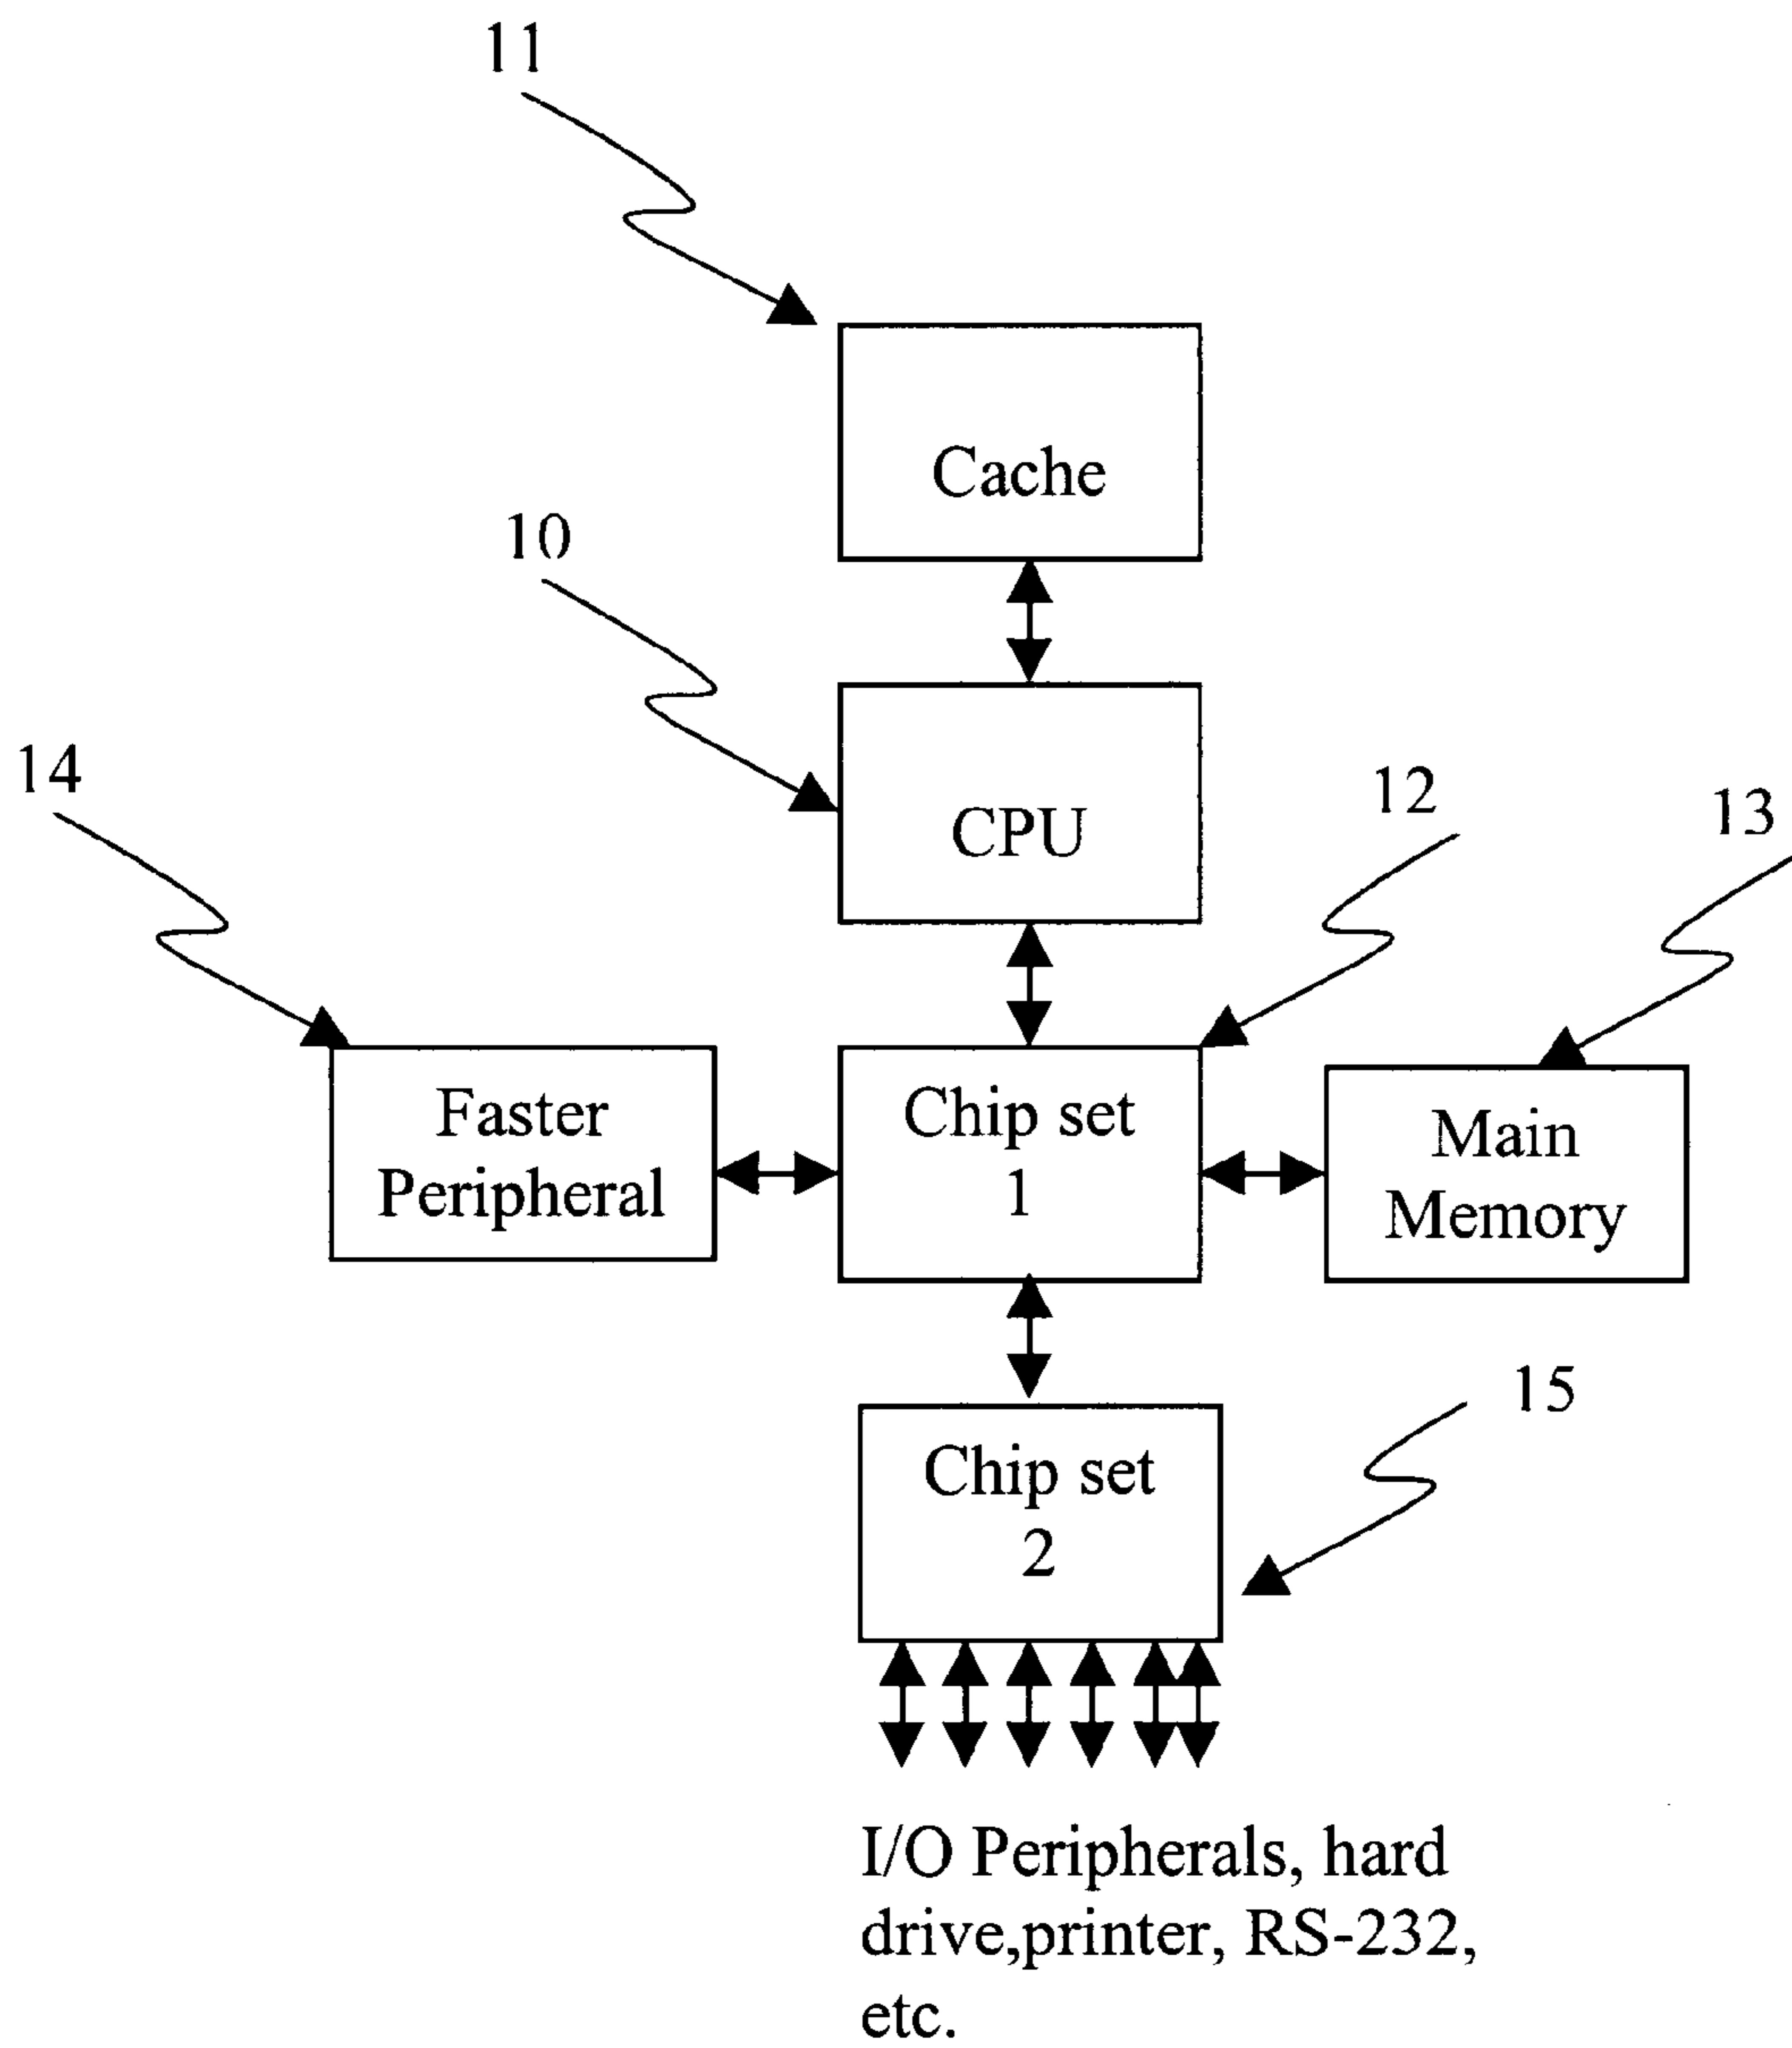 11
Cache
10
CPU
14
12
13
Faster
Peripheral
Chip set
1
Main
Memory
15
Chip set
2
I/O Peripherals, hard
drive,printer, RS-232,
etc.